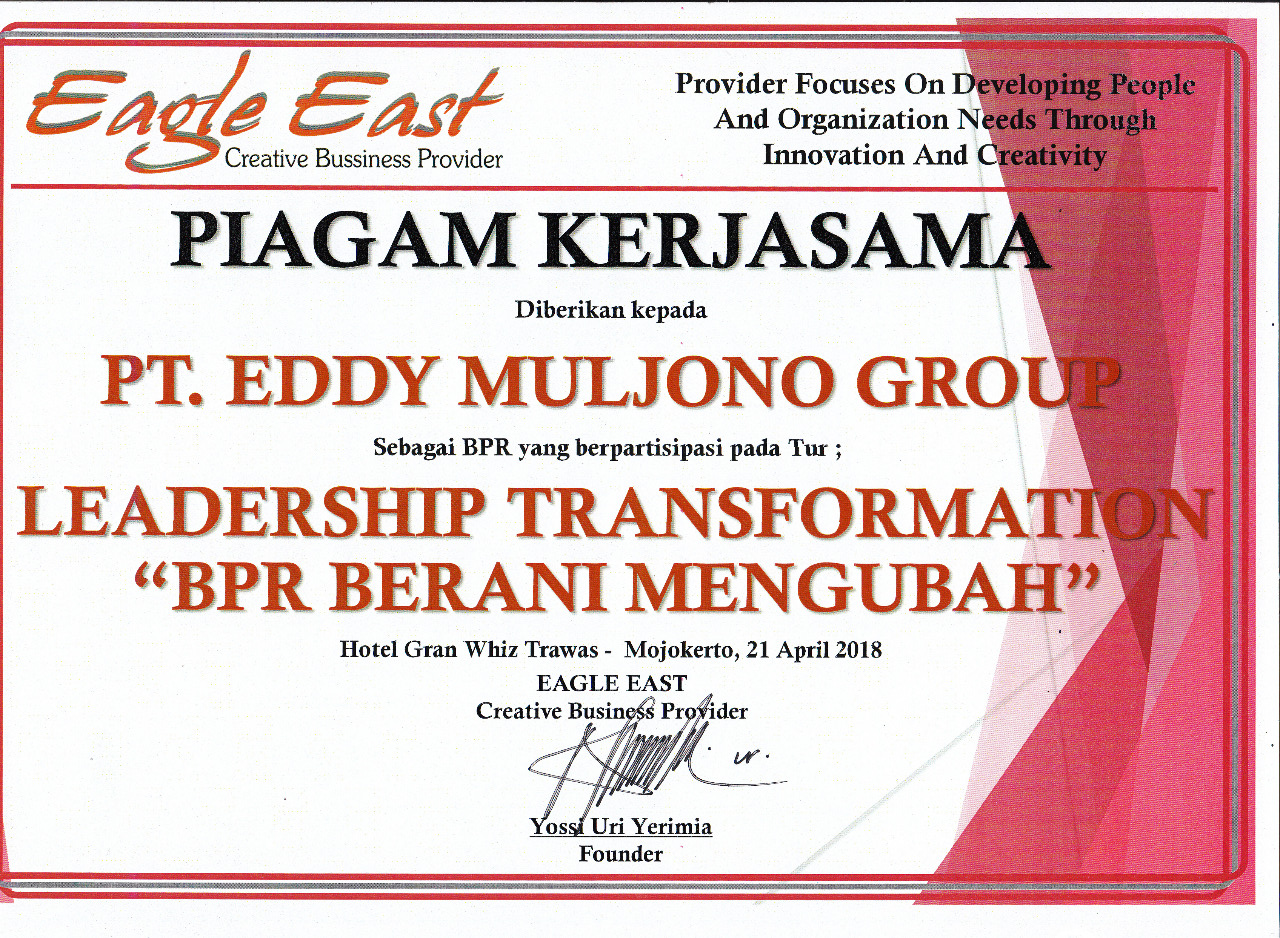 Eagle East
Creative Bussiness Provider
Provider Focuses On Developing People
And Organization Needs Through
Innovation And Creativity
PIAGAM KERJASAMA
Diberikan kepada
PT. EDDY MULJONO GROUP
Sebagai BPR yang berpartisipasi pada Tur ;
LEADERSHIP TRANSFORMATION
“BPR BERANI MENGUBAH”
Hotel Gran Whiz Trawas - Mojokerto, 21 April 2018
EAGLE EAST
Creative Business Provider
Yossi Uri Yerimia
Founder